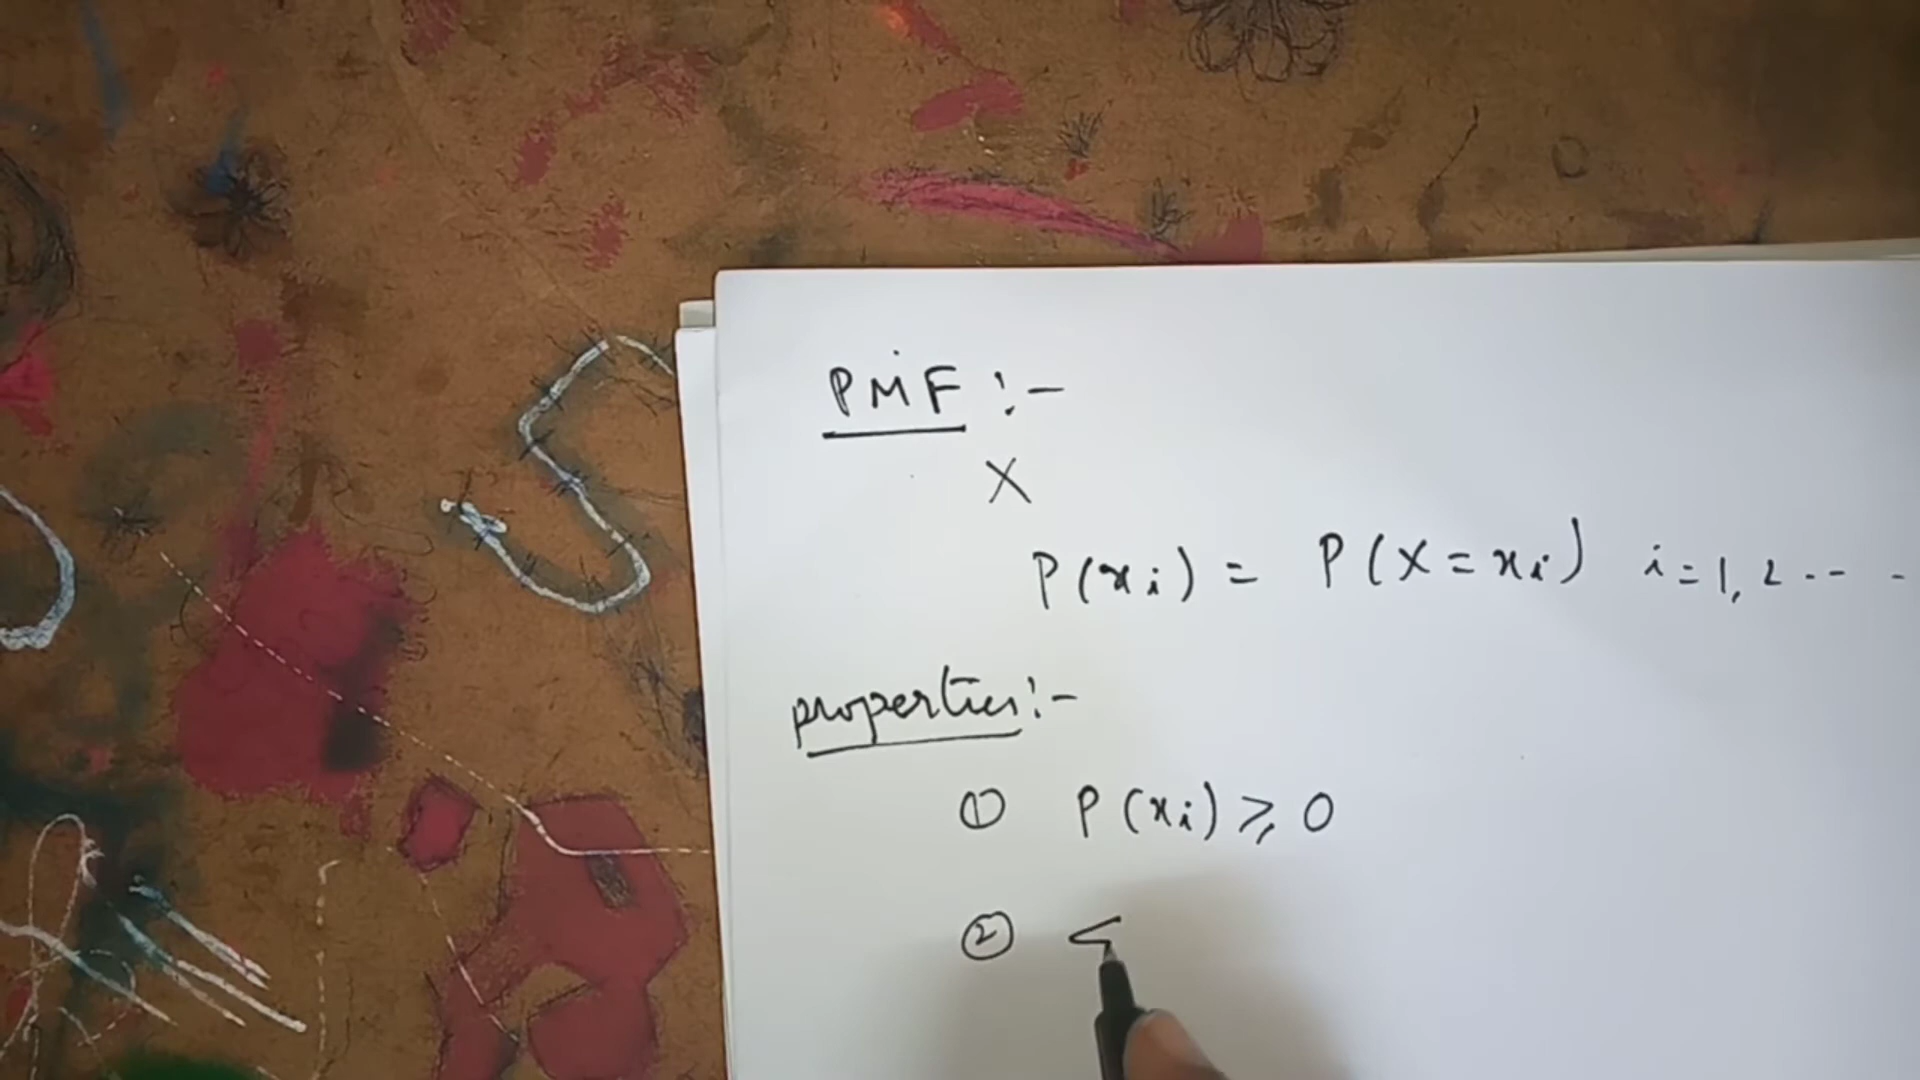 PMF :-
X
P(xi) = P(X=xi) i=1, 2 .. - -
properties:-
① P(xi) ≥ 0
②